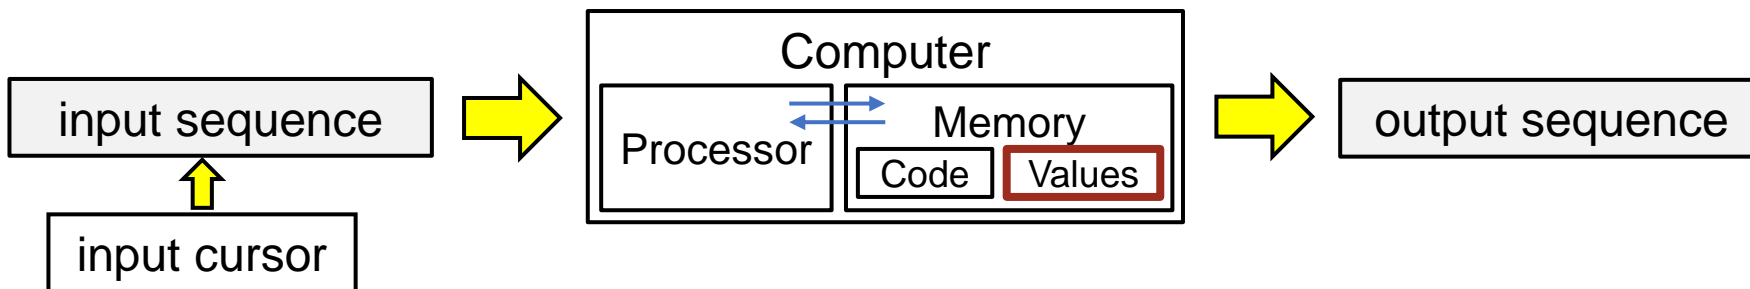 Computer
input sequence
Processor
Memory
Code
Values
output sequence
input cursor